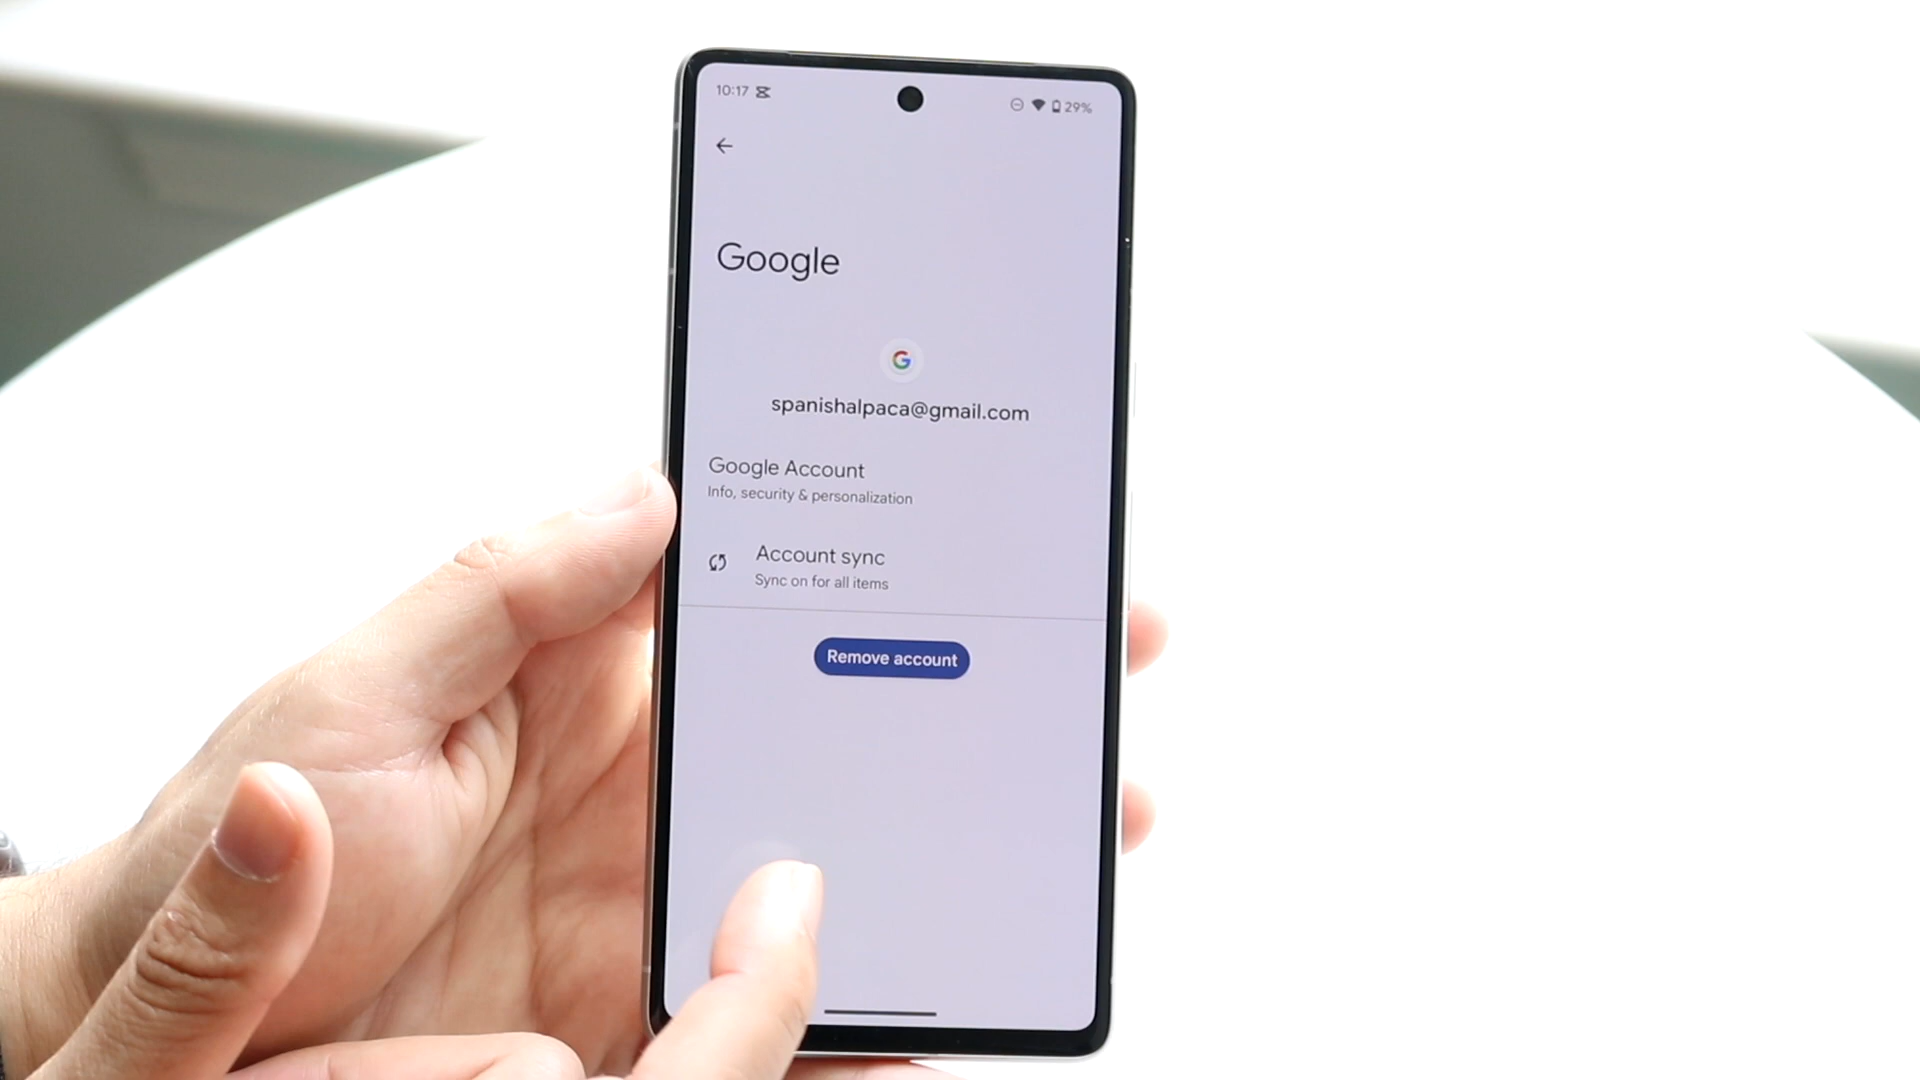 10:17
29%
Google
G
spanishalpaca@gmail.com
Google Account
Info, security & personalization
Account sync
Sync on for all items
Remove account